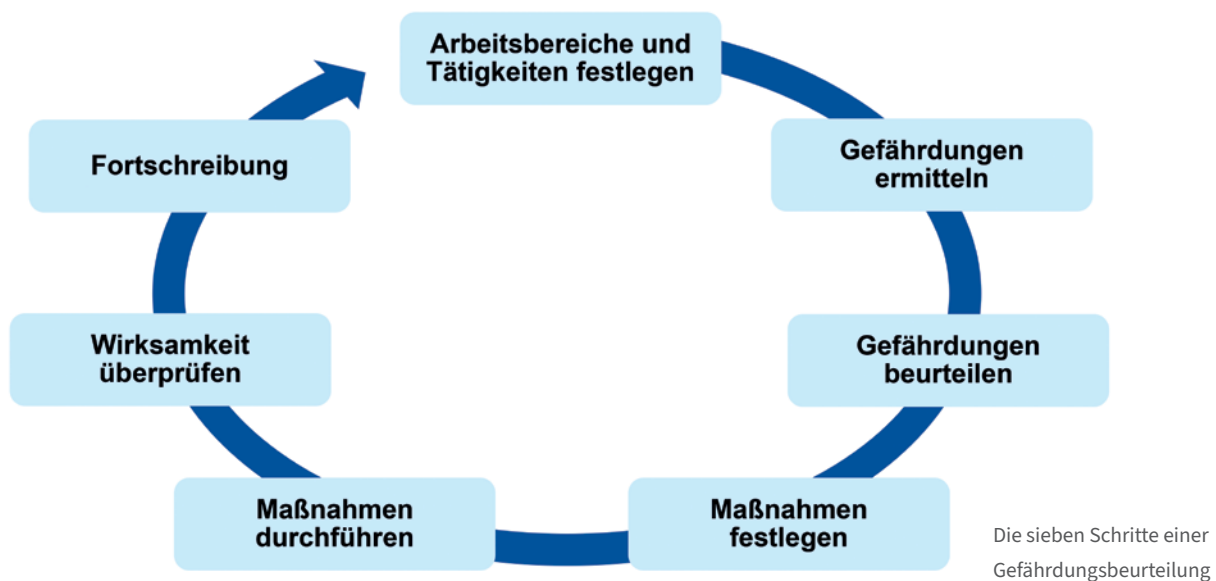 Arbeitsbereiche und
Tätigkeiten festlegen
Gefährdungen
ermitteln
Gefährdungen
beurteilen
Maßnahmen
festlegen
Maßnahmen
durchführen
Wirksamkeit
überprüfen
Fortschreibung
Die sieben Schritte einer
Gefährdungsbeurteilung